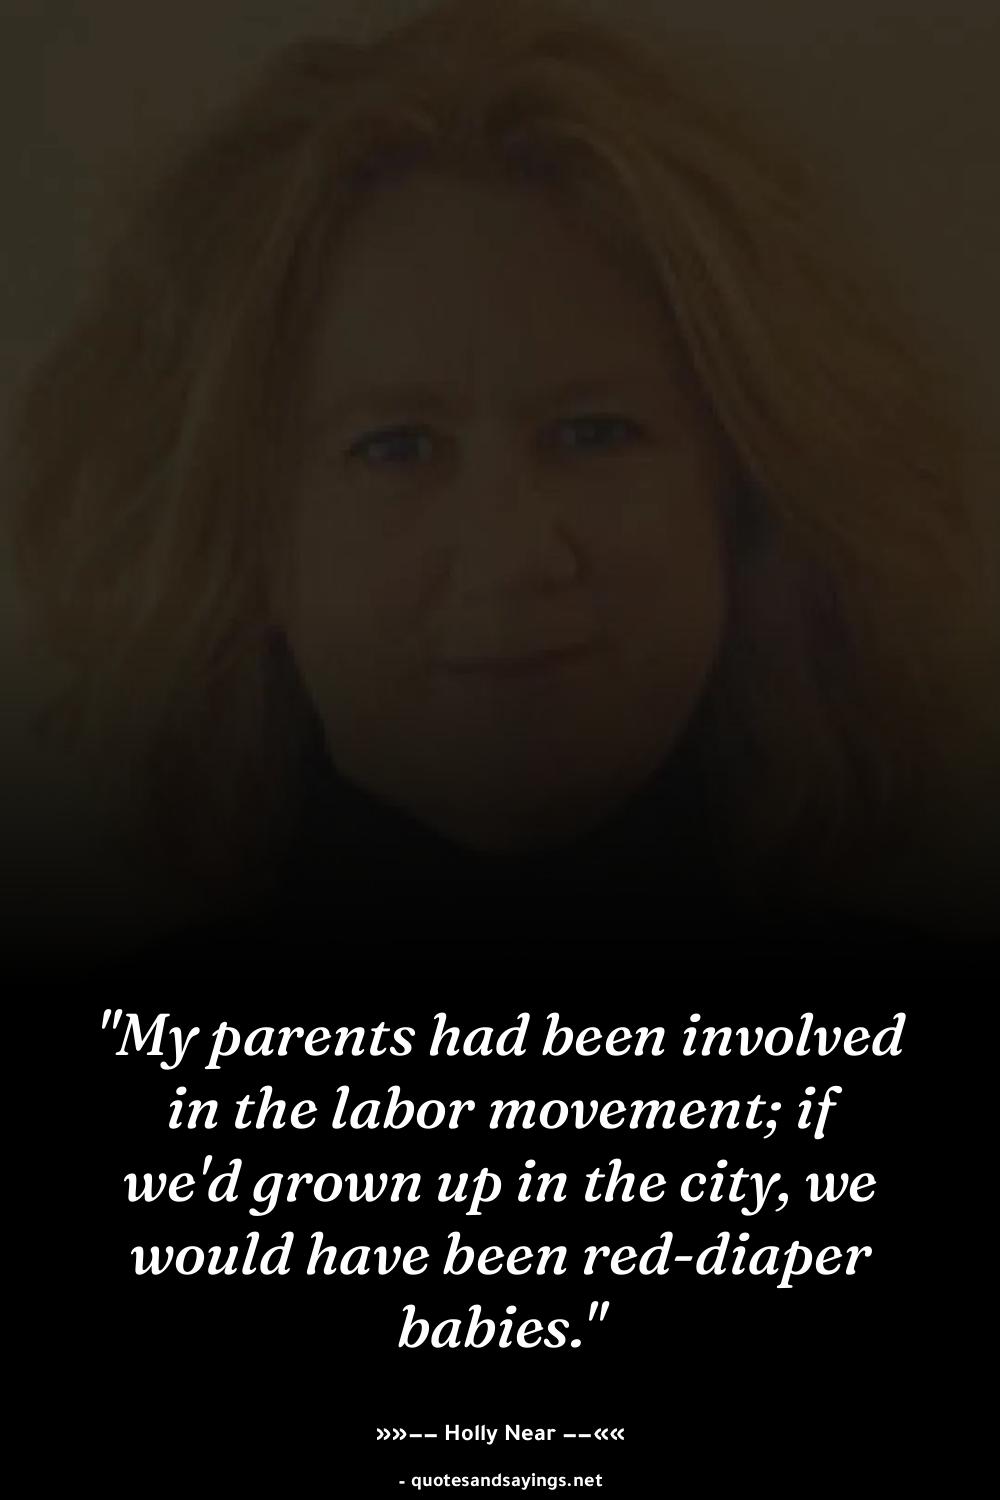 "My parents had been involved
in the labor movement; if
we'd grown up in the city, we
would have been red-diaper
babies."
»»–– Holly Near ––««
- quotesandsayings.net